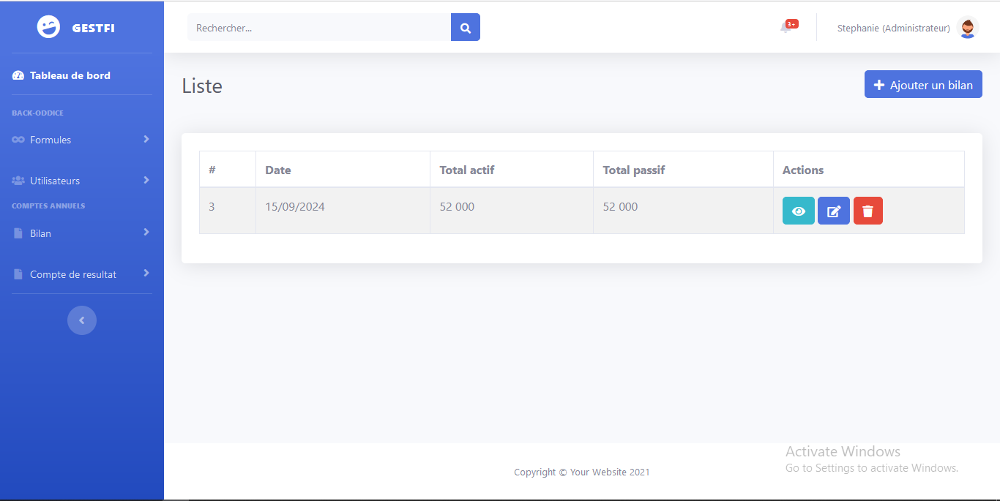 GESTFI
Rechercher...
3+
Stephanie (Administrateur)
Tableau de bord
BACK-ODDICE
Formules
Utilisateurs
COMPTES ANNUELS
Bilan
Compte de resultat
Liste
Ajouter un bilan
# Date Total actif Total passif Actions
3 15/09/2024 52 000 52 000
Copyright © Your Website 2021
Activate Windows
Go to Settings to activate Windows.